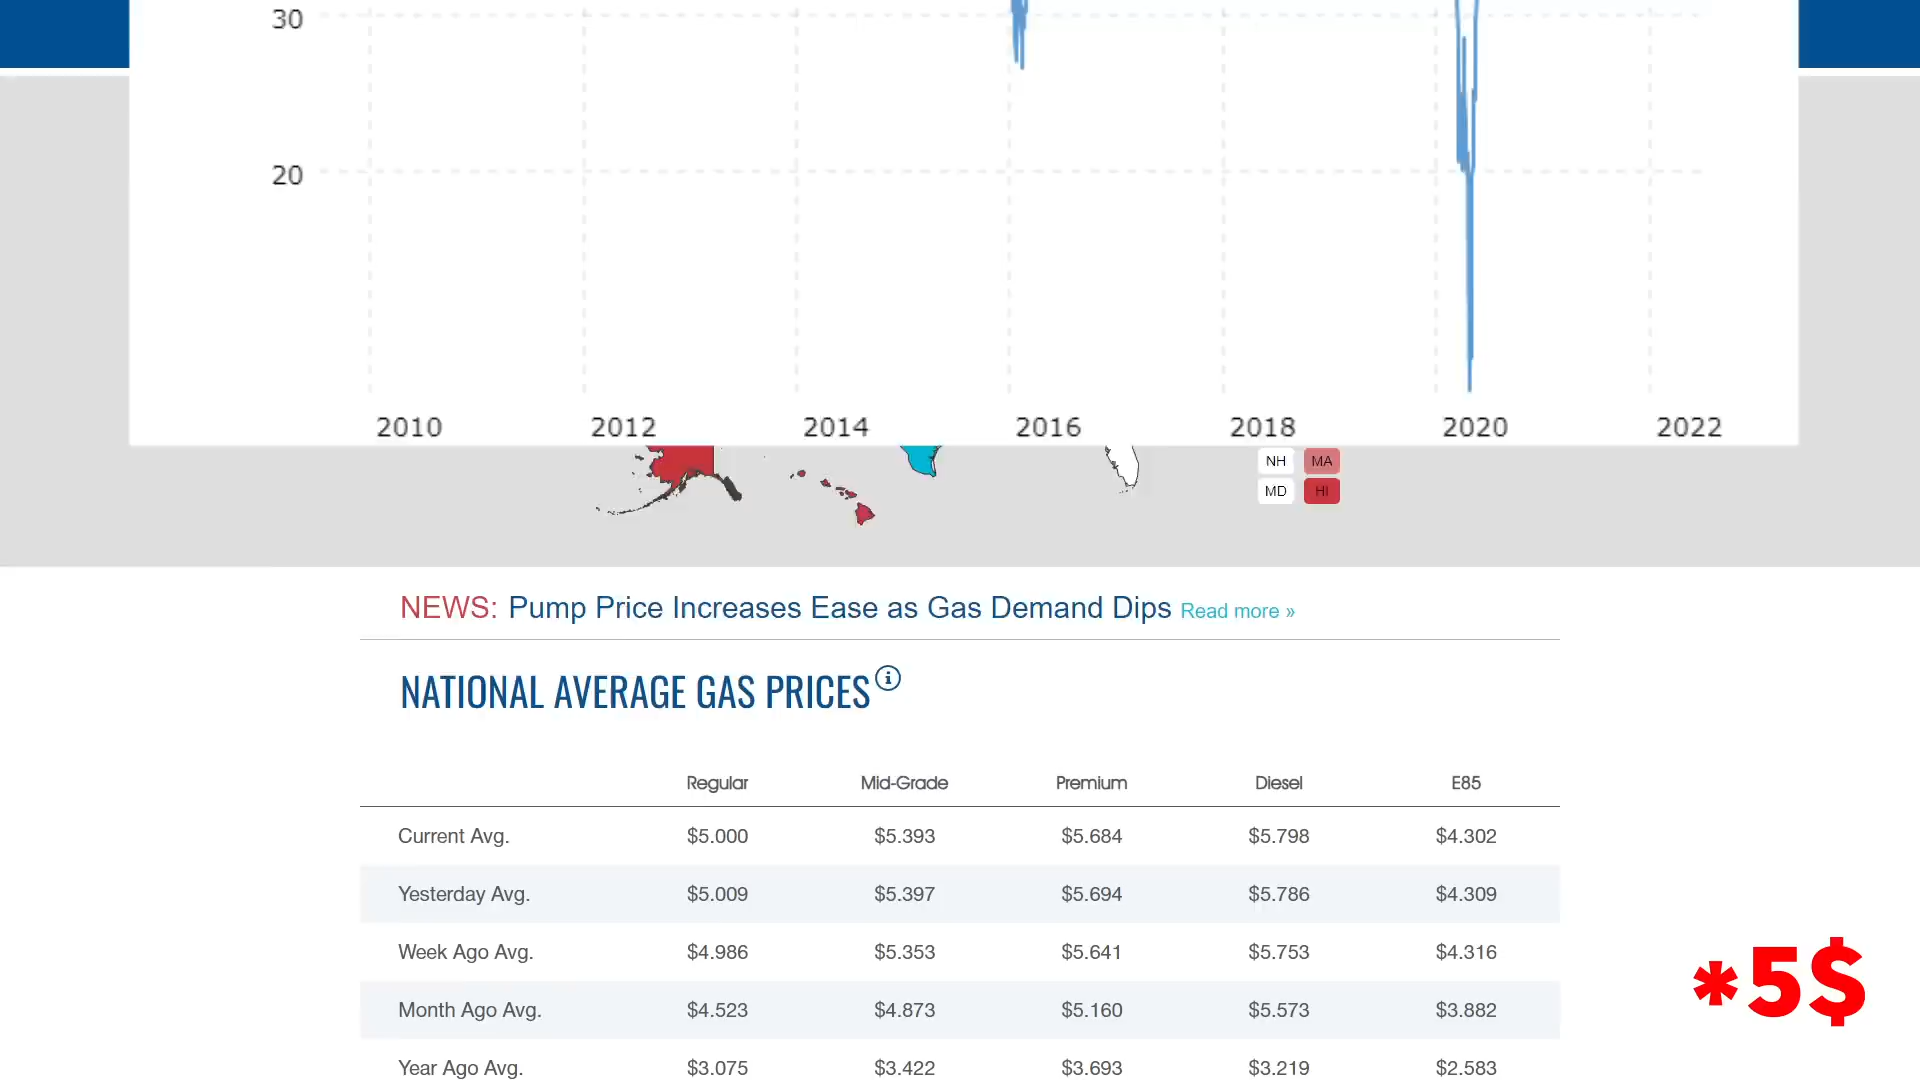 30
20
2010 2012 2014 2016 2018 2020 2022
NH MA
MD HI
NEWS: Pump Price Increases Ease as Gas Demand Dips Read more »
NATIONAL AVERAGE GAS PRICES i
Regular Mid-Grade Premium Diesel E85
Current Avg. $5.000 $5.393 $5.684 $5.798 $4.302
Yesterday Avg. $5.009 $5.397 $5.694 $5.786 $4.309
Week Ago Avg. $4.986 $5.353 $5.641 $5.753 $4.316
Month Ago Avg. $4.523 $4.873 $5.160 $5.573 $3.882
Year Ago Avg. $3.075 $3.422 $3.693 $3.219 $2.583
*5$